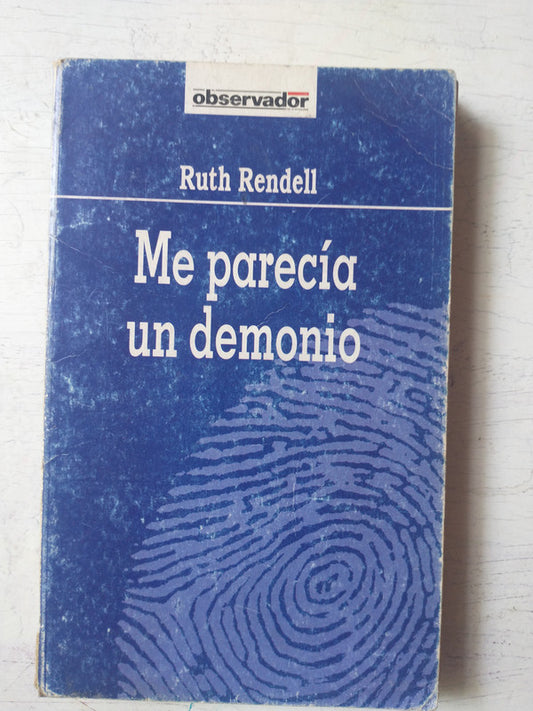 observador
Ruth Rendell
Me parecía
un demonio